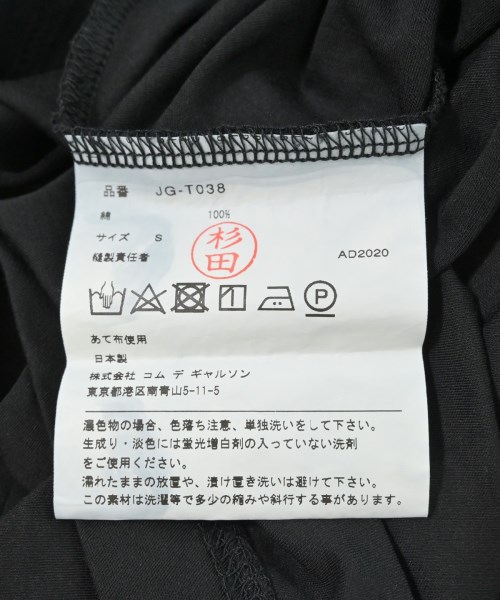 品番 JG-T038
綿 100%
サイズ S
縫製責任者 杉田 AD2020
P
あて布使用
日本製
株式会社 コム デ ギャルソン
東京都港区南青山5-11-5
濃色物の場合、色落ち注意、単独洗いをして下さい。
生成り・淡色には蛍光増白剤の入っていない洗剤
をご使用ください。
濡れたままの放置や、漬け置き洗いは避けて下さい。
この素材は洗濯等で多少の縮みや斜行する事があります。